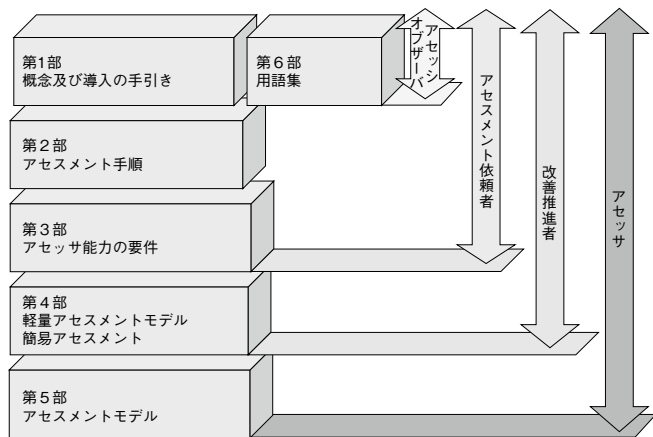 第1部
概念及び導入の手引き
第６部
用語集
アセッシ
オブザーバ
アセスメント依頼者
改善推進者
アセッサ
第２部
アセスメント手順
第３部
アセッサ能力の要件
第４部
軽量アセスメントモデル
簡易アセスメント
第５部
アセスメントモデル